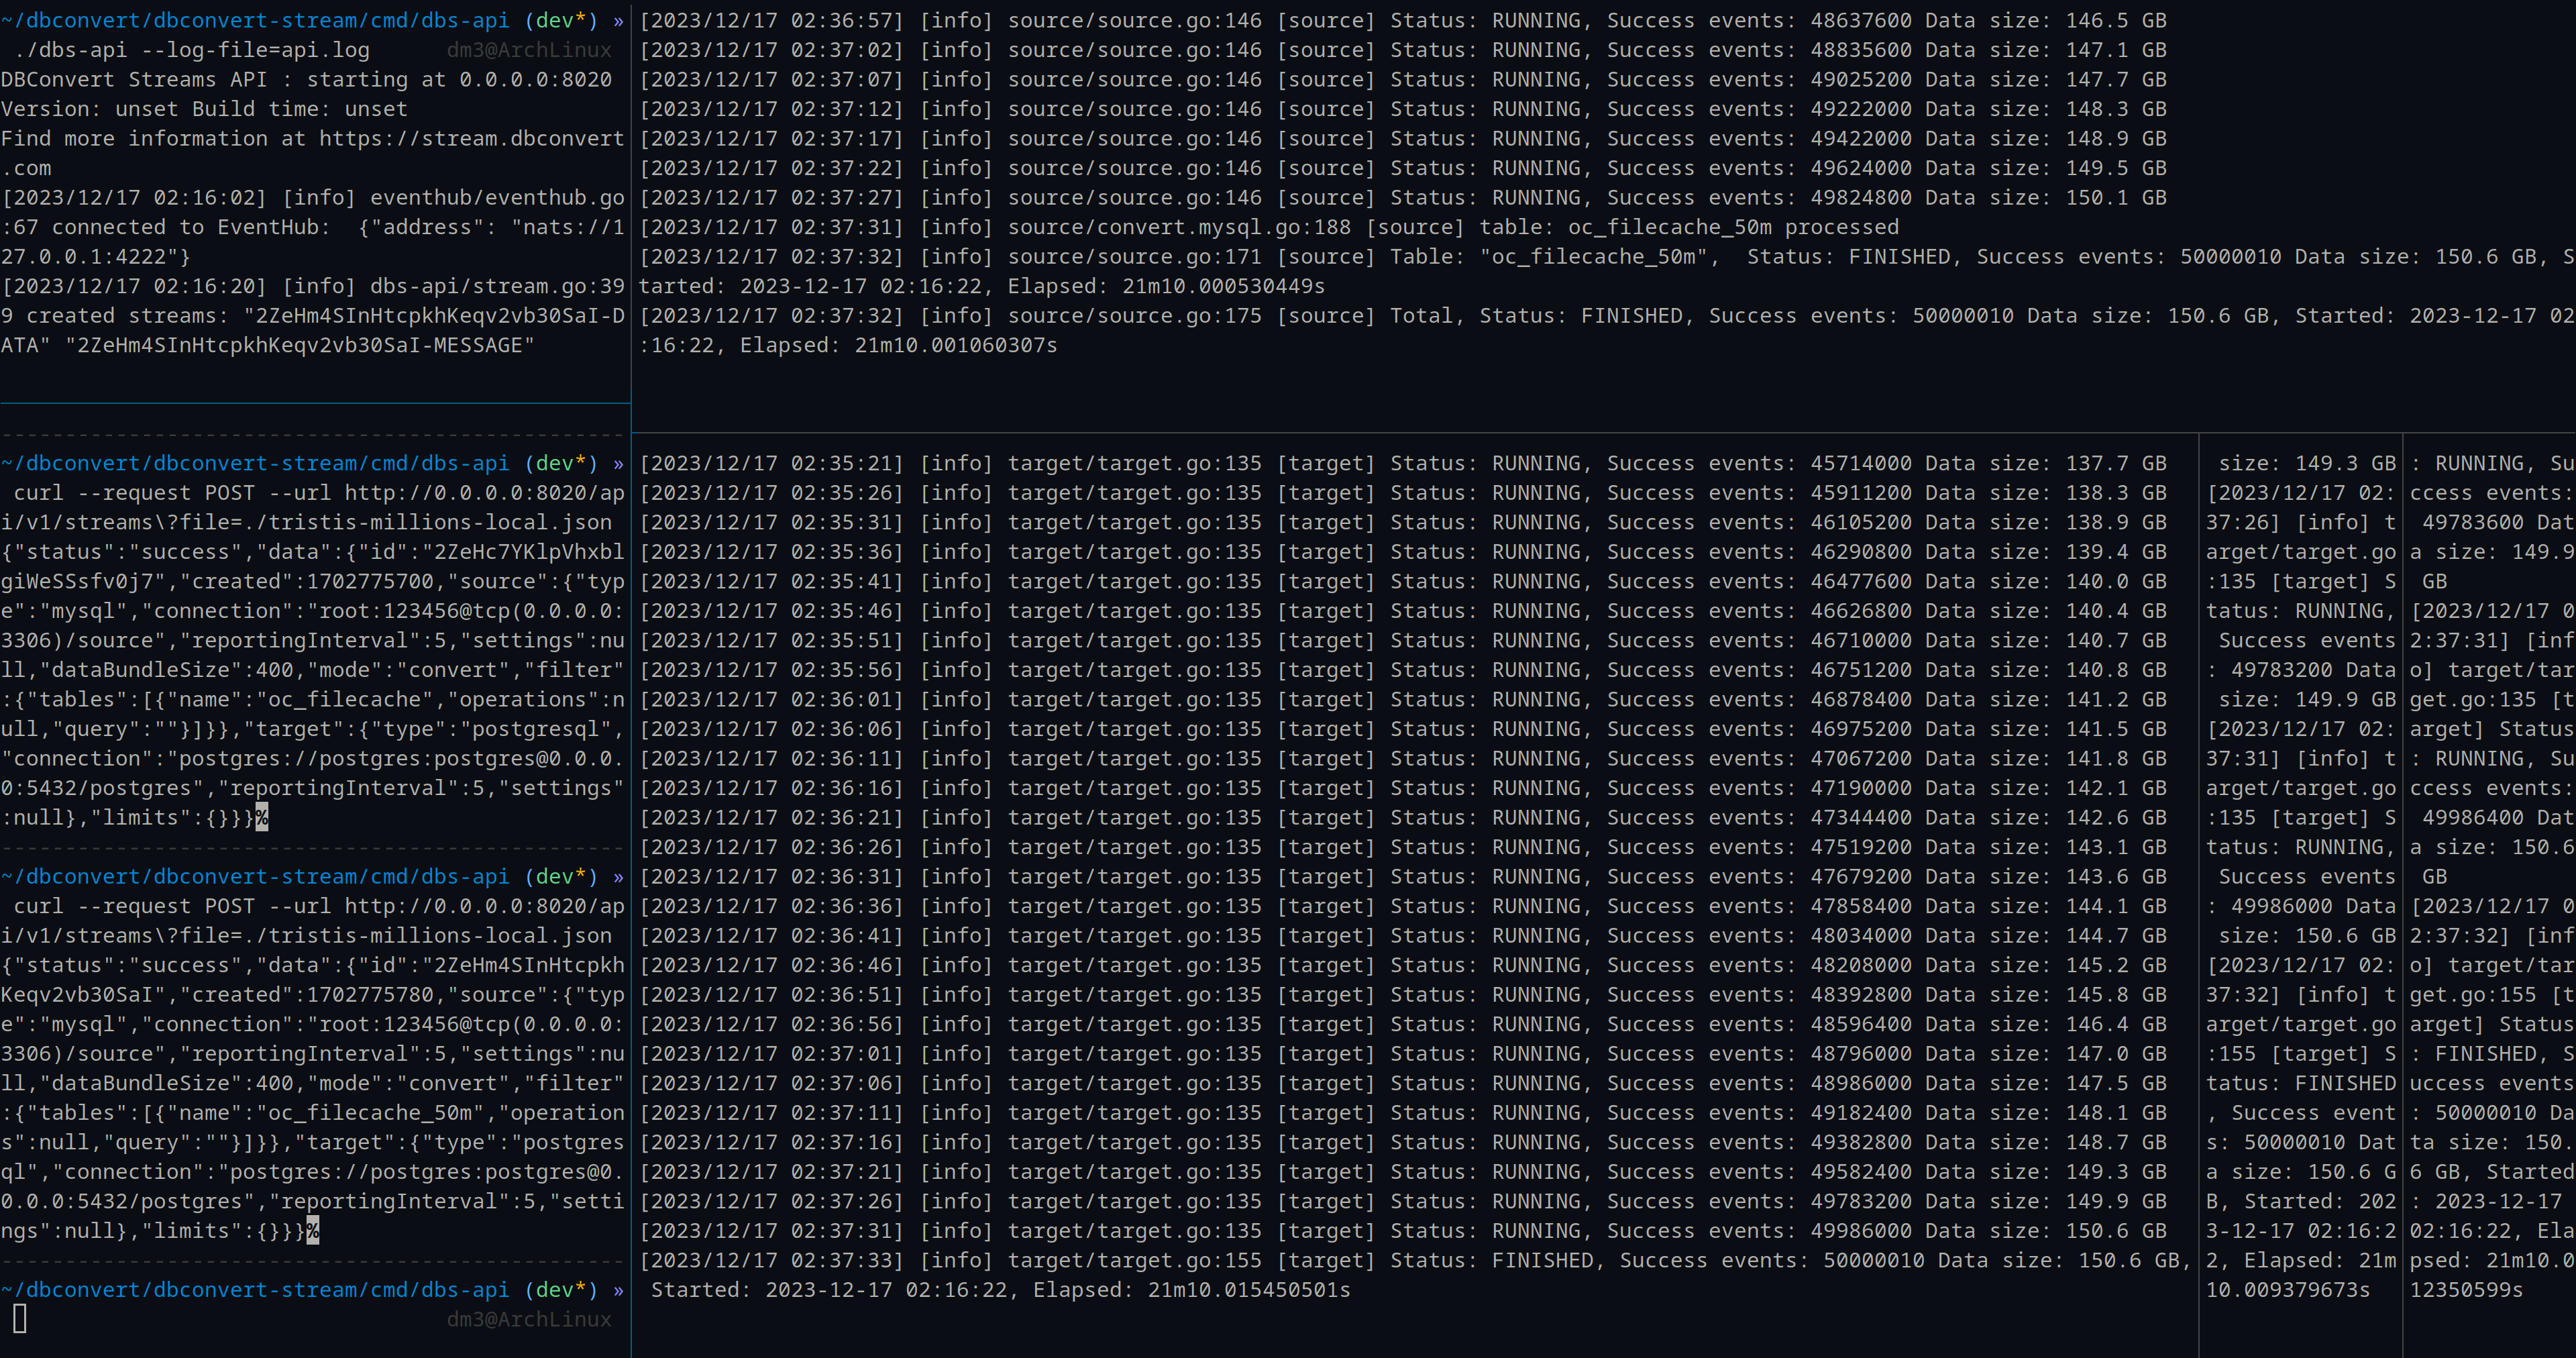 ~/dbconvert/dbconvert-stream/cmd/dbs-api (dev*) »
./dbs-api --log-file=api.log dm3@ArchLinux
DBConvert Streams API : starting at 0.0.0.0:8020
Version: unset Build time: unset
Find more information at https://stream.dbconvert
.com
[2023/12/17 02:16:02] [info] eventhub/eventhub.go
:67 connected to EventHub:  {"address": "nats://1
27.0.0.1:4222"}
[2023/12/17 02:16:20] [info] dbs-api/stream.go:39
9 created streams: "2ZeHm4SInHtcpkhKeqv2vb30SaI-D
ATA" "2ZeHm4SInHtcpkhKeqv2vb30SaI-MESSAGE"
~/dbconvert/dbconvert-stream/cmd/dbs-api (dev*) »
curl --request POST --url http://0.0.0.0:8020/ap
i/v1/streams\?file=./tristis-millions-local.json
{"status":"success","data":{"id":"2ZeHc7YKlpVhxbl
giWeSSsfv0j7","created":1702775700,"source":{"typ
e":"mysql","connection":"root:123456@tcp(0.0.0.0:
3306)/source","reportingInterval":5,"settings":nu
ll,"dataBundleSize":400,"mode":"convert","filter"
:{"tables":[{"name":"oc_filecache","operations":n
ull,"query":""}]}},"target":{"type":"postgresql",
"connection":"postgres://postgres:postgres@0.0.0.
0:5432/postgres","reportingInterval":5,"settings"
:null},"limits":{}}}%
~/dbconvert/dbconvert-stream/cmd/dbs-api (dev*) »
curl --request POST --url http://0.0.0.0:8020/ap
i/v1/streams\?file=./tristis-millions-local.json
{"status":"success","data":{"id":"2ZeHm4SInHtcpkh
Keqv2vb30SaI","created":1702775780,"source":{"typ
e":"mysql","connection":"root:123456@tcp(0.0.0.0:
3306)/source","reportingInterval":5,"settings":nu
ll,"dataBundleSize":400,"mode":"convert","filter"
:{"tables":[{"name":"oc_filecache_50m","operation
s":null,"query":""}]}},"target":{"type":"postgres
ql","connection":"postgres://postgres:postgres@0.
0.0.0:5432/postgres","reportingInterval":5,"setti
ngs":null},"limits":{}}}%
~/dbconvert/dbconvert-stream/cmd/dbs-api (dev*) »
dm3@ArchLinux
[2023/12/17 02:36:57] [info] source/source.go:146 [source] Status: RUNNING, Success events: 48637600 Data size: 146.5 GB
[2023/12/17 02:37:02] [info] source/source.go:146 [source] Status: RUNNING, Success events: 48835600 Data size: 147.1 GB
[2023/12/17 02:37:07] [info] source/source.go:146 [source] Status: RUNNING, Success events: 49025200 Data size: 147.7 GB
[2023/12/17 02:37:12] [info] source/source.go:146 [source] Status: RUNNING, Success events: 49222000 Data size: 148.3 GB
[2023/12/17 02:37:17] [info] source/source.go:146 [source] Status: RUNNING, Success events: 49422000 Data size: 148.9 GB
[2023/12/17 02:37:22] [info] source/source.go:146 [source] Status: RUNNING, Success events: 49624000 Data size: 149.5 GB
[2023/12/17 02:37:27] [info] source/source.go:146 [source] Status: RUNNING, Success events: 49824800 Data size: 150.1 GB
[2023/12/17 02:37:31] [info] source/convert.mysql.go:188 [source] table: oc_filecache_50m processed
[2023/12/17 02:37:32] [info] source/source.go:171 [source] Table: "oc_filecache_50m",  Status: FINISHED, Success events: 50000010 Data size: 150.6 GB, S
tarted: 2023-12-17 02:16:22, Elapsed: 21m10.000530449s
[2023/12/17 02:37:32] [info] source/source.go:175 [source] Total, Status: FINISHED, Success events: 50000010 Data size: 150.6 GB, Started: 2023-12-17 02
:16:22, Elapsed: 21m10.001060307s
[2023/12/17 02:35:21] [info] target/target.go:135 [target] Status: RUNNING, Success events: 45714000 Data size: 137.7 GB
[2023/12/17 02:35:26] [info] target/target.go:135 [target] Status: RUNNING, Success events: 45911200 Data size: 138.3 GB
[2023/12/17 02:35:31] [info] target/target.go:135 [target] Status: RUNNING, Success events: 46105200 Data size: 138.9 GB
[2023/12/17 02:35:36] [info] target/target.go:135 [target] Status: RUNNING, Success events: 46290800 Data size: 139.4 GB
[2023/12/17 02:35:41] [info] target/target.go:135 [target] Status: RUNNING, Success events: 46477600 Data size: 140.0 GB
[2023/12/17 02:35:46] [info] target/target.go:135 [target] Status: RUNNING, Success events: 46626800 Data size: 140.4 GB
[2023/12/17 02:35:51] [info] target/target.go:135 [target] Status: RUNNING, Success events: 46710000 Data size: 140.7 GB
[2023/12/17 02:35:56] [info] target/target.go:135 [target] Status: RUNNING, Success events: 46751200 Data size: 140.8 GB
[2023/12/17 02:36:01] [info] target/target.go:135 [target] Status: RUNNING, Success events: 46878400 Data size: 141.2 GB
[2023/12/17 02:36:06] [info] target/target.go:135 [target] Status: RUNNING, Success events: 46975200 Data size: 141.5 GB
[2023/12/17 02:36:11] [info] target/target.go:135 [target] Status: RUNNING, Success events: 47067200 Data size: 141.8 GB
[2023/12/17 02:36:16] [info] target/target.go:135 [target] Status: RUNNING, Success events: 47190000 Data size: 142.1 GB
[2023/12/17 02:36:21] [info] target/target.go:135 [target] Status: RUNNING, Success events: 47344400 Data size: 142.6 GB
[2023/12/17 02:36:26] [info] target/target.go:135 [target] Status: RUNNING, Success events: 47519200 Data size: 143.1 GB
[2023/12/17 02:36:31] [info] target/target.go:135 [target] Status: RUNNING, Success events: 47679200 Data size: 143.6 GB
[2023/12/17 02:36:36] [info] target/target.go:135 [target] Status: RUNNING, Success events: 47858400 Data size: 144.1 GB
[2023/12/17 02:36:41] [info] target/target.go:135 [target] Status: RUNNING, Success events: 48034000 Data size: 144.7 GB
[2023/12/17 02:36:46] [info] target/target.go:135 [target] Status: RUNNING, Success events: 48208000 Data size: 145.2 GB
[2023/12/17 02:36:51] [info] target/target.go:135 [target] Status: RUNNING, Success events: 48392800 Data size: 145.8 GB
[2023/12/17 02:36:56] [info] target/target.go:135 [target] Status: RUNNING, Success events: 48596400 Data size: 146.4 GB
[2023/12/17 02:37:01] [info] target/target.go:135 [target] Status: RUNNING, Success events: 48796000 Data size: 147.0 GB
[2023/12/17 02:37:06] [info] target/target.go:135 [target] Status: RUNNING, Success events: 48986000 Data size: 147.5 GB
[2023/12/17 02:37:11] [info] target/target.go:135 [target] Status: RUNNING, Success events: 49182400 Data size: 148.1 GB
[2023/12/17 02:37:16] [info] target/target.go:135 [target] Status: RUNNING, Success events: 49382800 Data size: 148.7 GB
[2023/12/17 02:37:21] [info] target/target.go:135 [target] Status: RUNNING, Success events: 49582400 Data size: 149.3 GB
[2023/12/17 02:37:26] [info] target/target.go:135 [target] Status: RUNNING, Success events: 49783200 Data size: 149.9 GB
[2023/12/17 02:37:31] [info] target/target.go:135 [target] Status: RUNNING, Success events: 49986000 Data size: 150.6 GB
[2023/12/17 02:37:33] [info] target/target.go:155 [target] Status: FINISHED, Success events: 50000010 Data size: 150.6 GB,
Started: 2023-12-17 02:16:22, Elapsed: 21m10.015450501s
size: 149.3 GB
[2023/12/17 02:
37:26] [info] t
arget/target.go
:135 [target] S
tatus: RUNNING,
Success events
: 49783200 Data
size: 149.9 GB
[2023/12/17 02:
37:31] [info] t
arget/target.go
:135 [target] S
tatus: RUNNING,
Success events
: 49986000 Data
size: 150.6 GB
[2023/12/17 02:
37:32] [info] t
arget/target.go
:155 [target] S
tatus: FINISHED
, Success event
s: 50000010 Dat
a size: 150.6 G
B, Started: 202
3-12-17 02:16:2
2, Elapsed: 21m
10.009379673s
: RUNNING, Su
ccess events:
49783600 Dat
a size: 149.9
GB
[2023/12/17 0
2:37:31] [inf
o] target/tar
get.go:135 [t
arget] Status
: RUNNING, Su
ccess events:
49986400 Dat
a size: 150.6
GB
[2023/12/17 0
2:37:32] [inf
o] target/tar
get.go:155 [t
arget] Status
: FINISHED, S
uccess events
: 50000010 Da
ta size: 150.
6 GB, Started
: 2023-12-17
02:16:22, Ela
psed: 21m10.0
12350599s